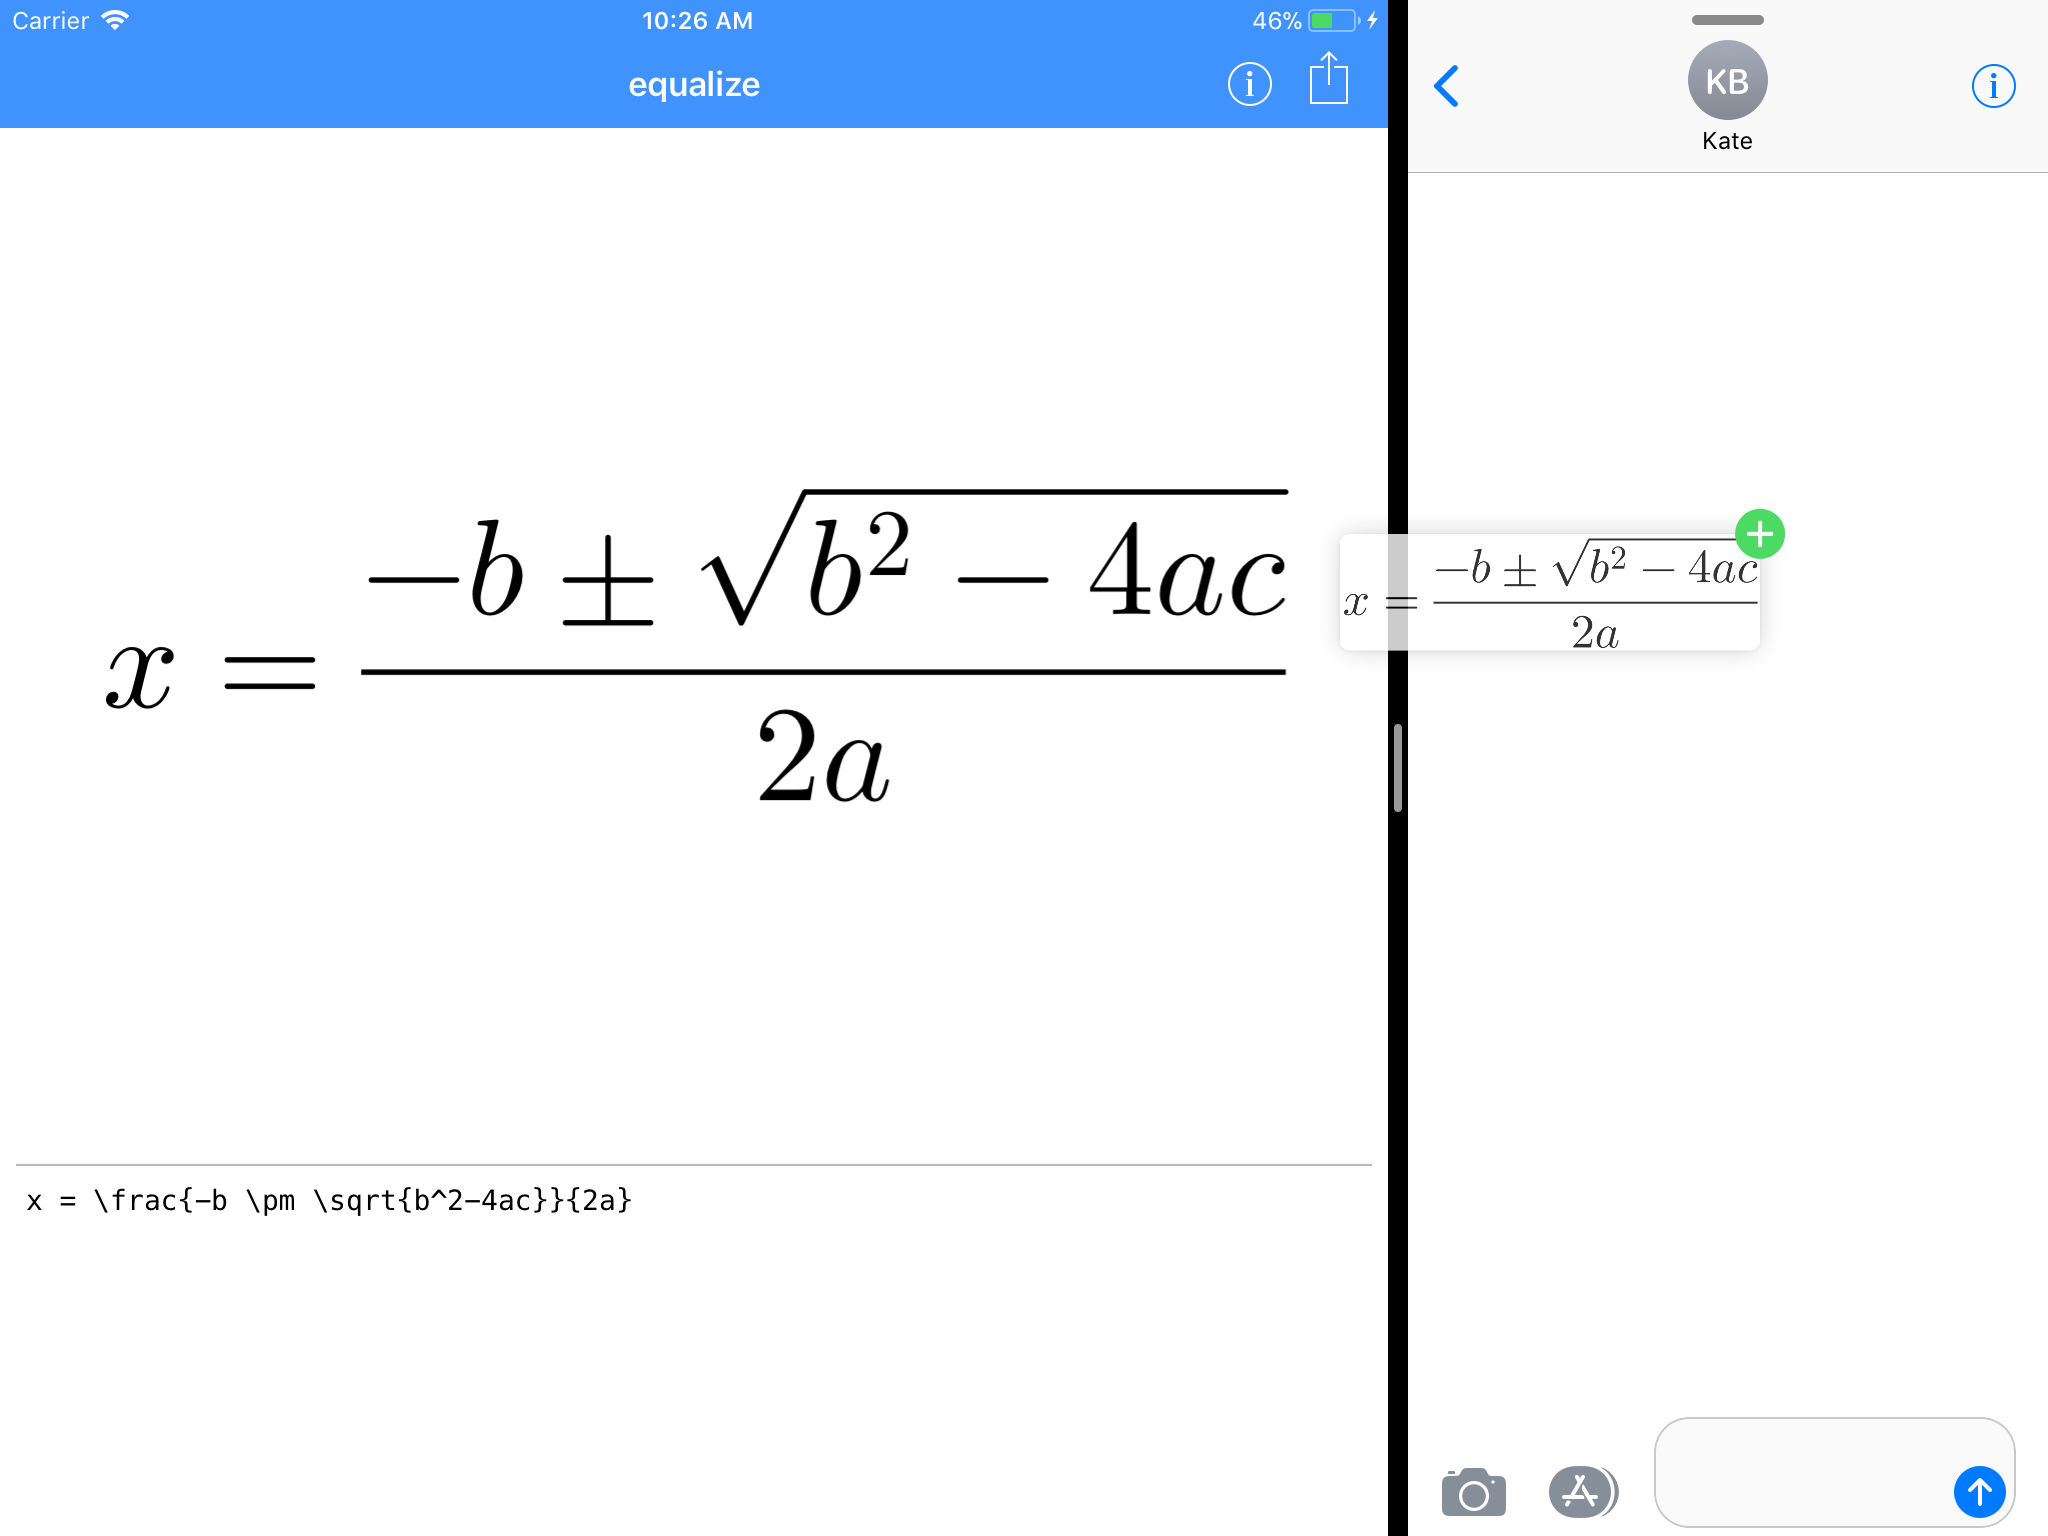 Carrier 10:26 AM 46%
equalize
x = \frac{-b \pm \sqrt{b^2 - 4ac}}{2a}
x = \frac{-b \pm \sqrt{b^2-4ac}}{2a}
KB
Kate
x = \frac{-b \pm \sqrt{b^2 - 4ac}}{2a}